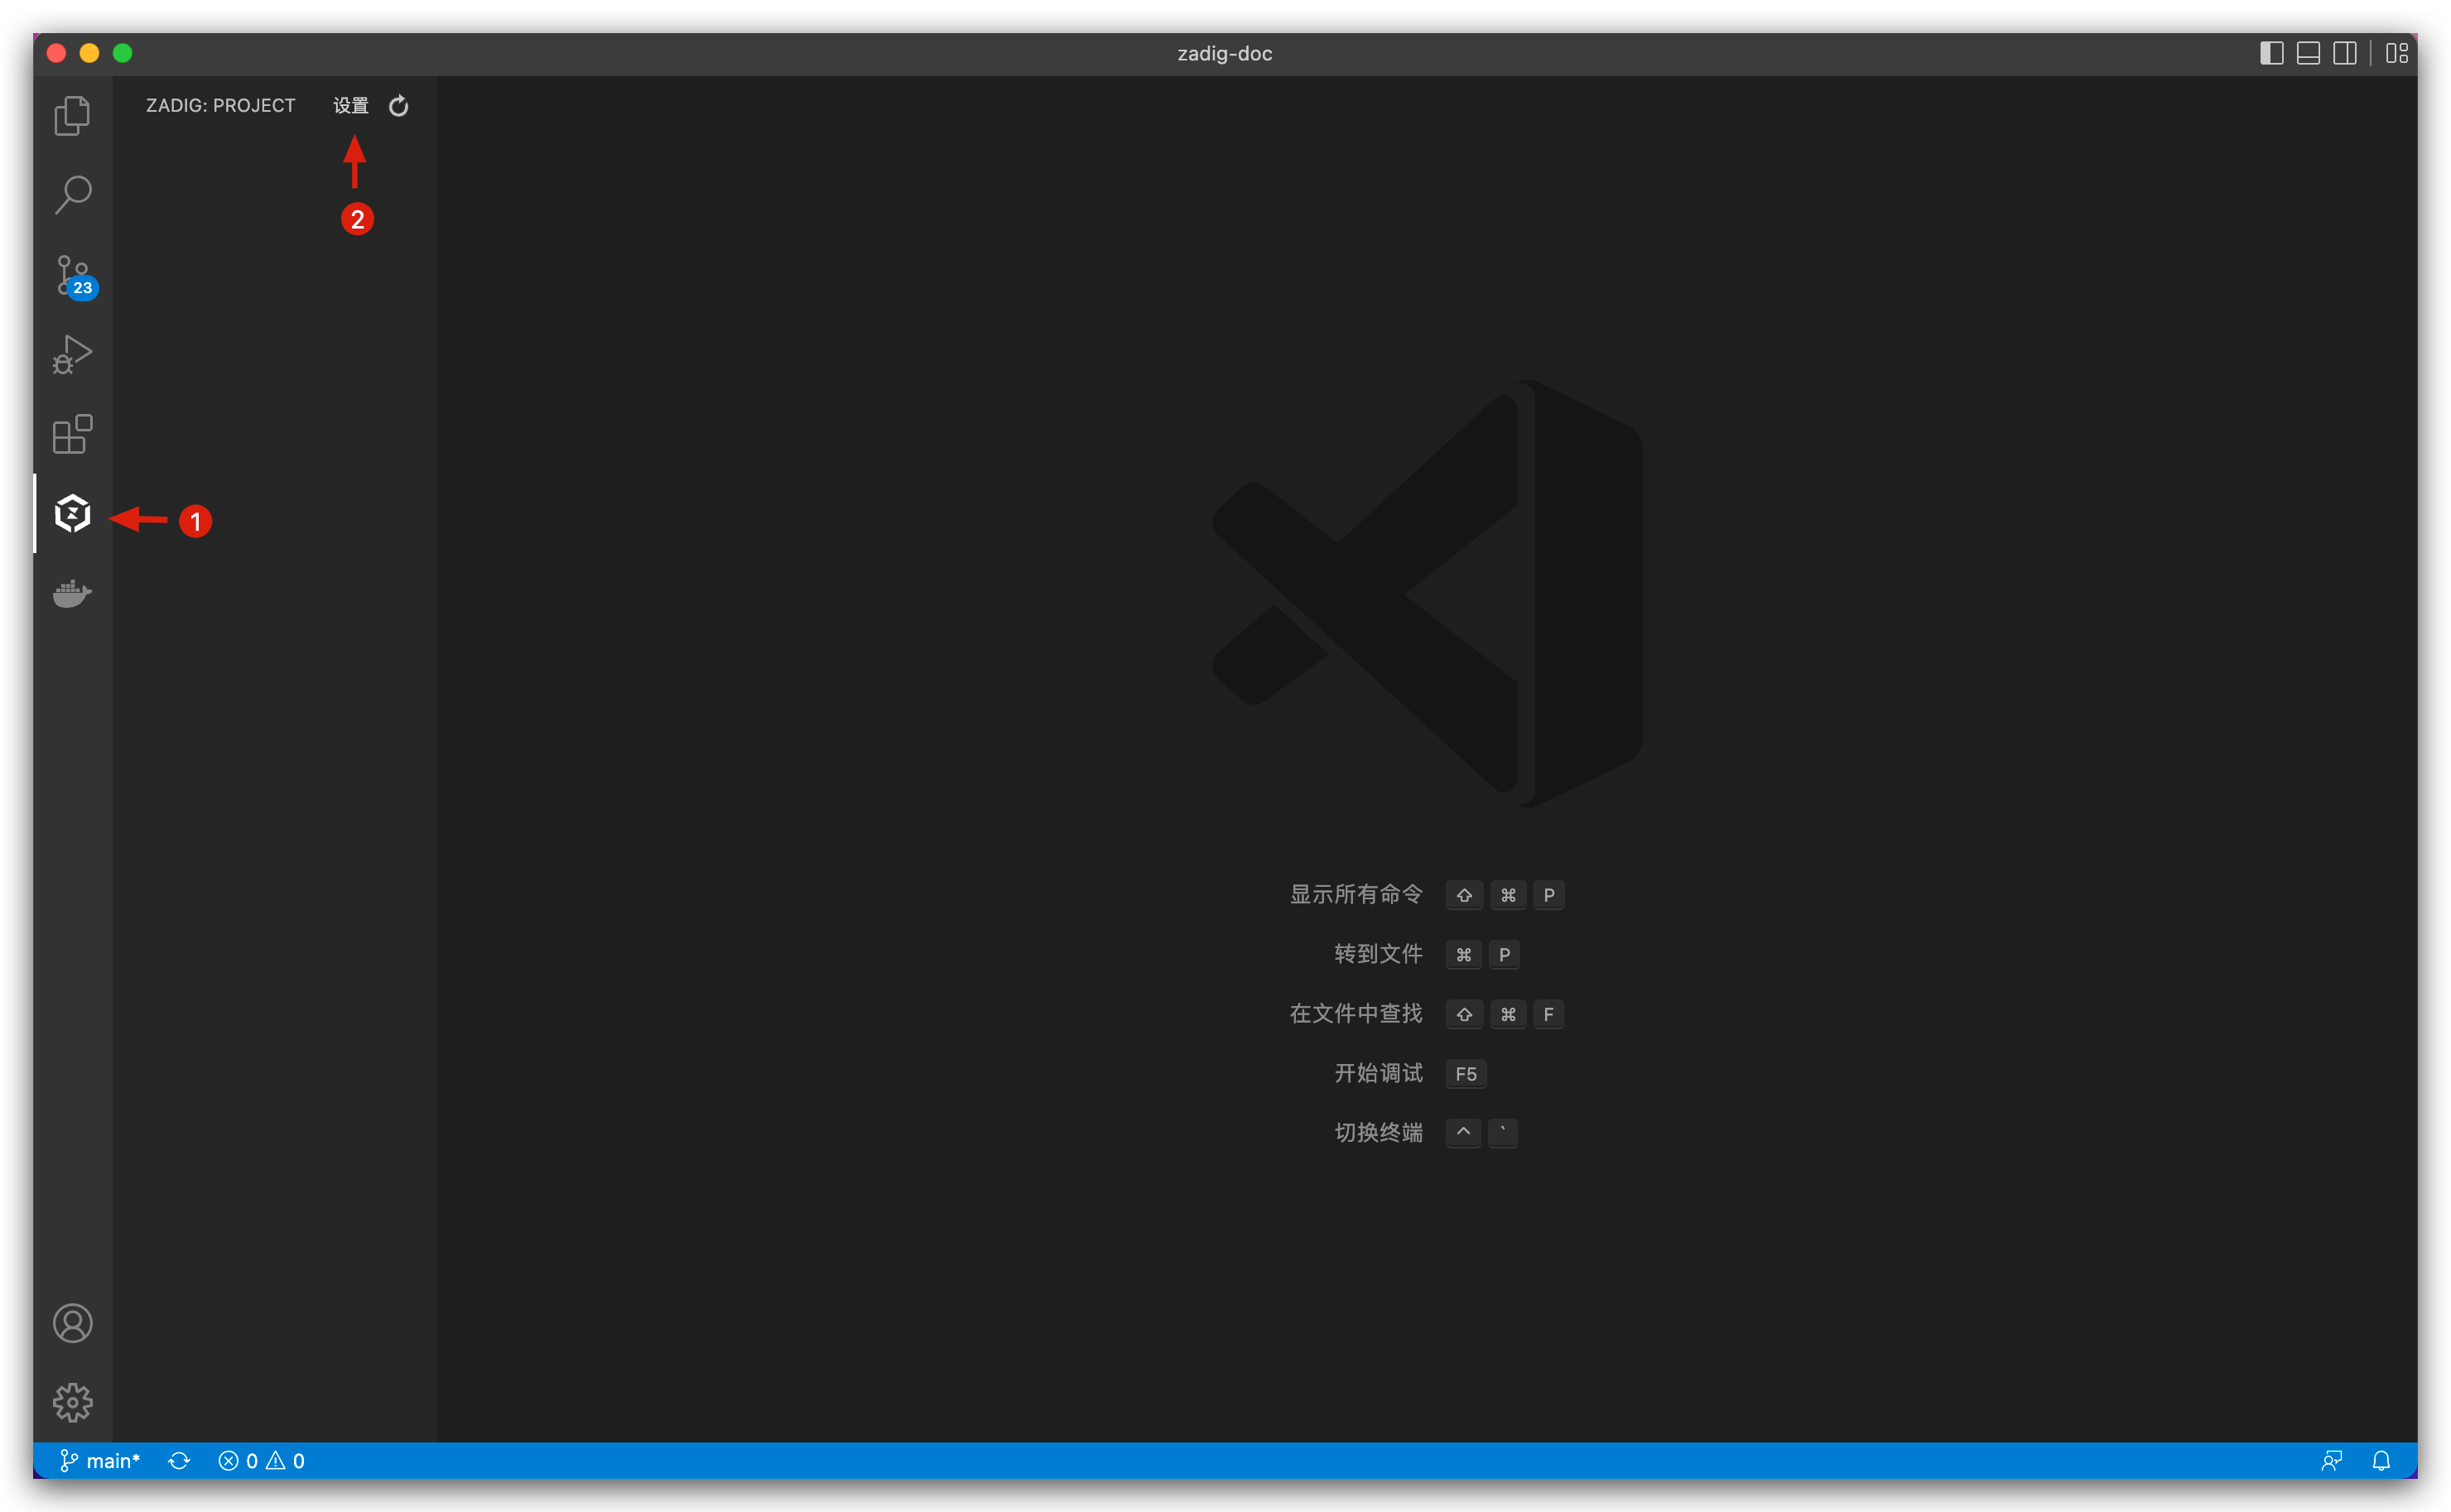 zadig-doc
ZADIG: PROJECT 设置
2
23
1
显示所有命令 ⇧ ⌘ P
转到文件 ⌘ P
在文件中查找 ⇧ ⌘ F
开始调试 F5
切换终端 ^ `
main* 0 0